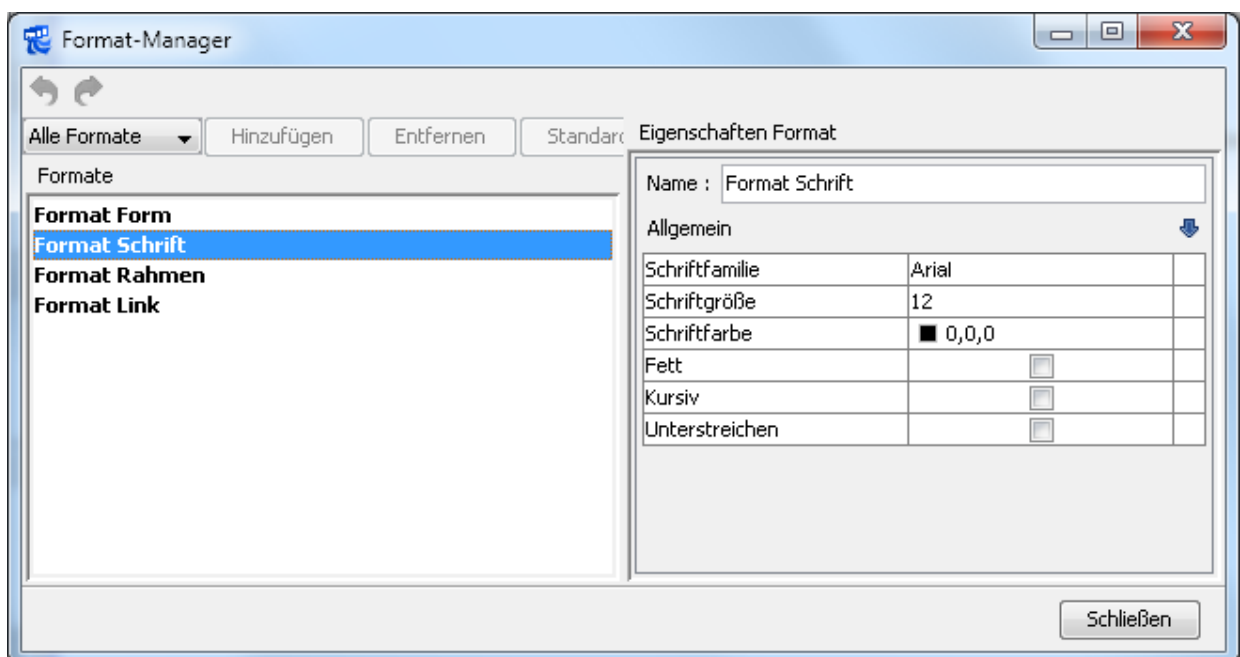 Format-Manager
Alle Formate Hinzufügen Entfernen Standard
Formate
Format Form
Format Schrift
Format Rahmen
Format Link
Eigenschaften Format
Name : Format Schrift
Allgemein
Schriftfamilie Arial
Schriftgröße 12
Schriftfarbe 0,0,0
Fett
Kursiv
Unterstreichen
Schließen